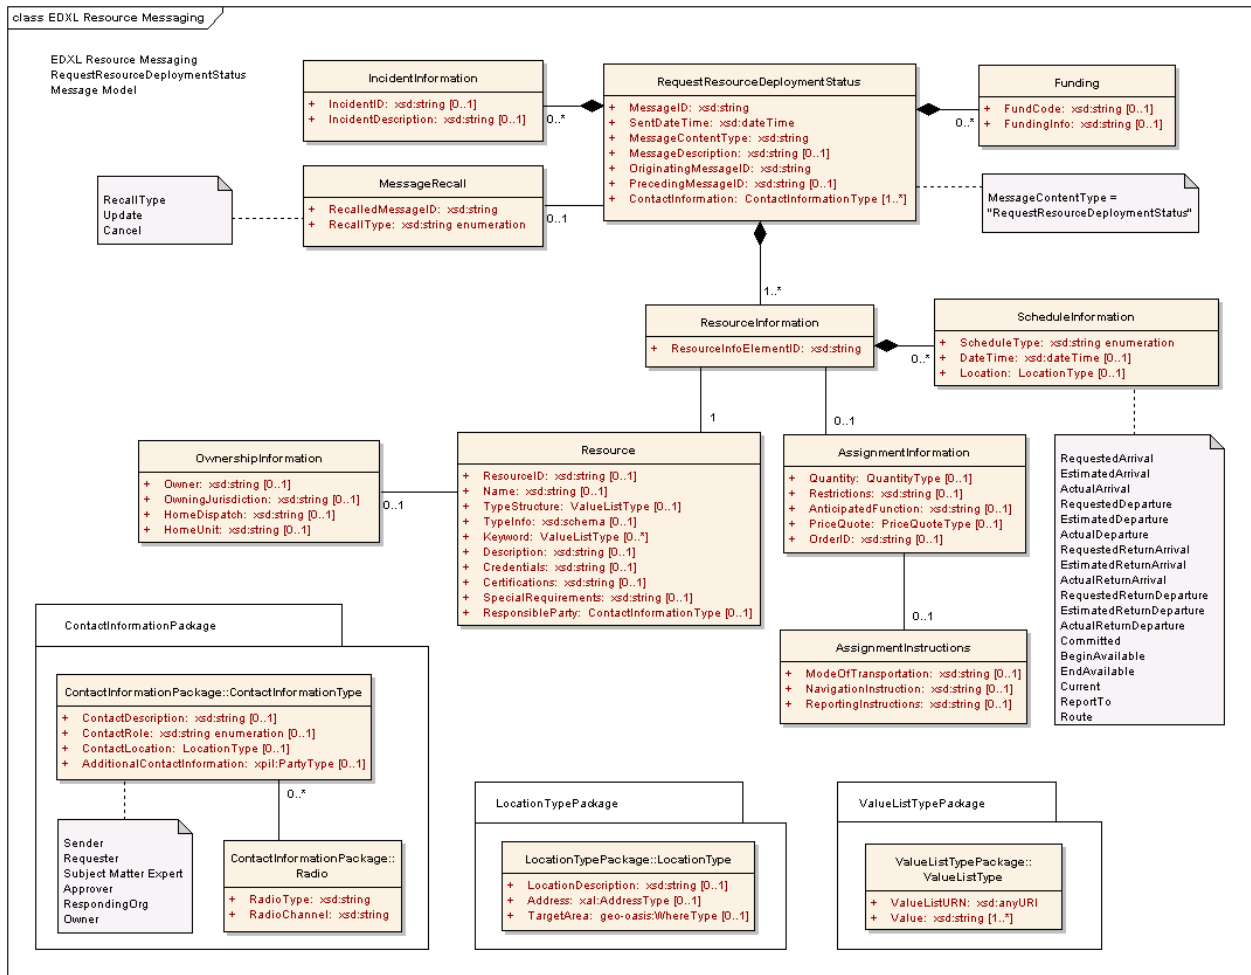 class EDXL Resource Messaging
EDXL Resource Messaging
RequestResourceDeploymentStatus
Message Model
IncidentInformation
+ IncidentID: xsd:string [0..1]
+ IncidentDescription: xsd:string [0..1]
0..*
RequestResourceDeploymentStatus
+ MessageID: xsd:string
+ SentDateTime: xsd:dateTime
+ MessageContentType: xsd:string
+ MessageDescription: xsd:string [0..1]
+ OriginatingMessageID: xsd:string
+ PrecedingMessageID: xsd:string [0..1]
+ ContactInformation: ContactInformationType [1..*]
Funding
+ FundCode: xsd:string [0..1]
+ FundingInfo: xsd:string [0..1]
0..*
RecallType
Update
Cancel
MessageRecall
+ RecalledMessageID: xsd:string
+ RecallType: xsd:string enumeration
0..1
MessageContentType =
"RequestResourceDeploymentStatus"
1..*
ResourceInformation
+ ResourceInfoElementID: xsd:string
0..*
ScheduleInformation
+ ScheduleType: xsd:string enumeration
+ DateTime: xsd:dateTime [0..1]
+ Location: LocationType [0..1]
1
0..1
OwnershipInformation
+ Owner: xsd:string [0..1]
+ OwningJurisdiction: xsd:string [0..1]
+ HomeDispatch: xsd:string [0..1]
+ HomeUnit: xsd:string [0..1]
0..1
Resource
+ ResourceID: xsd:string [0..1]
+ Name: xsd:string [0..1]
+ TypeStructure: ValueListType [0..1]
+ TypeInfo: xsd:schema [0..1]
+ Keyword: ValueListType [0..*]
+ Description: xsd:string [0..1]
+ Credentials: xsd:string [0..1]
+ Certifications: xsd:string [0..1]
+ SpecialRequirements: xsd:string [0..1]
+ ResponsibleParty: ContactInformationType [0..1]
AssignmentInformation
+ Quantity: QuantityType [0..1]
+ Restrictions: xsd:string [0..1]
+ AnticipatedFunction: xsd:string [0..1]
+ PriceQuote: PriceQuoteType [0..1]
+ OrderID: xsd:string [0..1]
0..1
AssignmentInstructions
+ ModeOfTransportation: xsd:string [0..1]
+ NavigationInstruction: xsd:string [0..1]
+ ReportingInstructions: xsd:string [0..1]
RequestedArrival
EstimatedArrival
ActualArrival
RequestedDeparture
EstimatedDeparture
ActualDeparture
RequestedReturnArrival
EstimatedReturnArrival
ActualReturnArrival
RequestedReturnDeparture
EstimatedReturnDeparture
ActualReturnDeparture
Committed
BeginAvailable
EndAvailable
Current
ReportTo
Route
ContactInformationPackage
ContactInformationPackage::ContactInformationType
+ ContactDescription: xsd:string [0..1]
+ ContactRole: xsd:string enumeration [0..1]
+ ContactLocation: LocationType [0..1]
+ AdditionalContactInformation: xpil:PartyType [0..1]
0..*
Sender
Requester
Subject Matter Expert
Approver
RespondingOrg
Owner
ContactInformationPackage::
Radio
+ RadioType: xsd:string
+ RadioChannel: xsd:string
LocationTypePackage
LocationTypePackage::LocationType
+ LocationDescription: xsd:string [0..1]
+ Address: xal:AddressType [0..1]
+ TargetArea: geo-oasis:WhereType [0..1]
ValueListTypePackage
ValueListTypePackage::
ValueListType
+ ValueListURN: xsd:anyURI
+ Value: xsd:string [1..*]